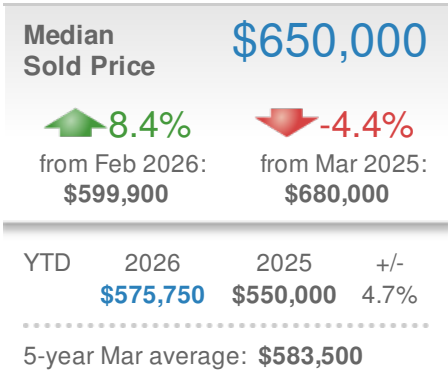 Median
Sold Price
$650,000
8.4%
-4.4%
from Feb 2026:
from Mar 2025:
$599,900
$680,000
YTD 2026 2025 +/-
$575,750 $550,000 4.7%
5-year Mar average: $583,500